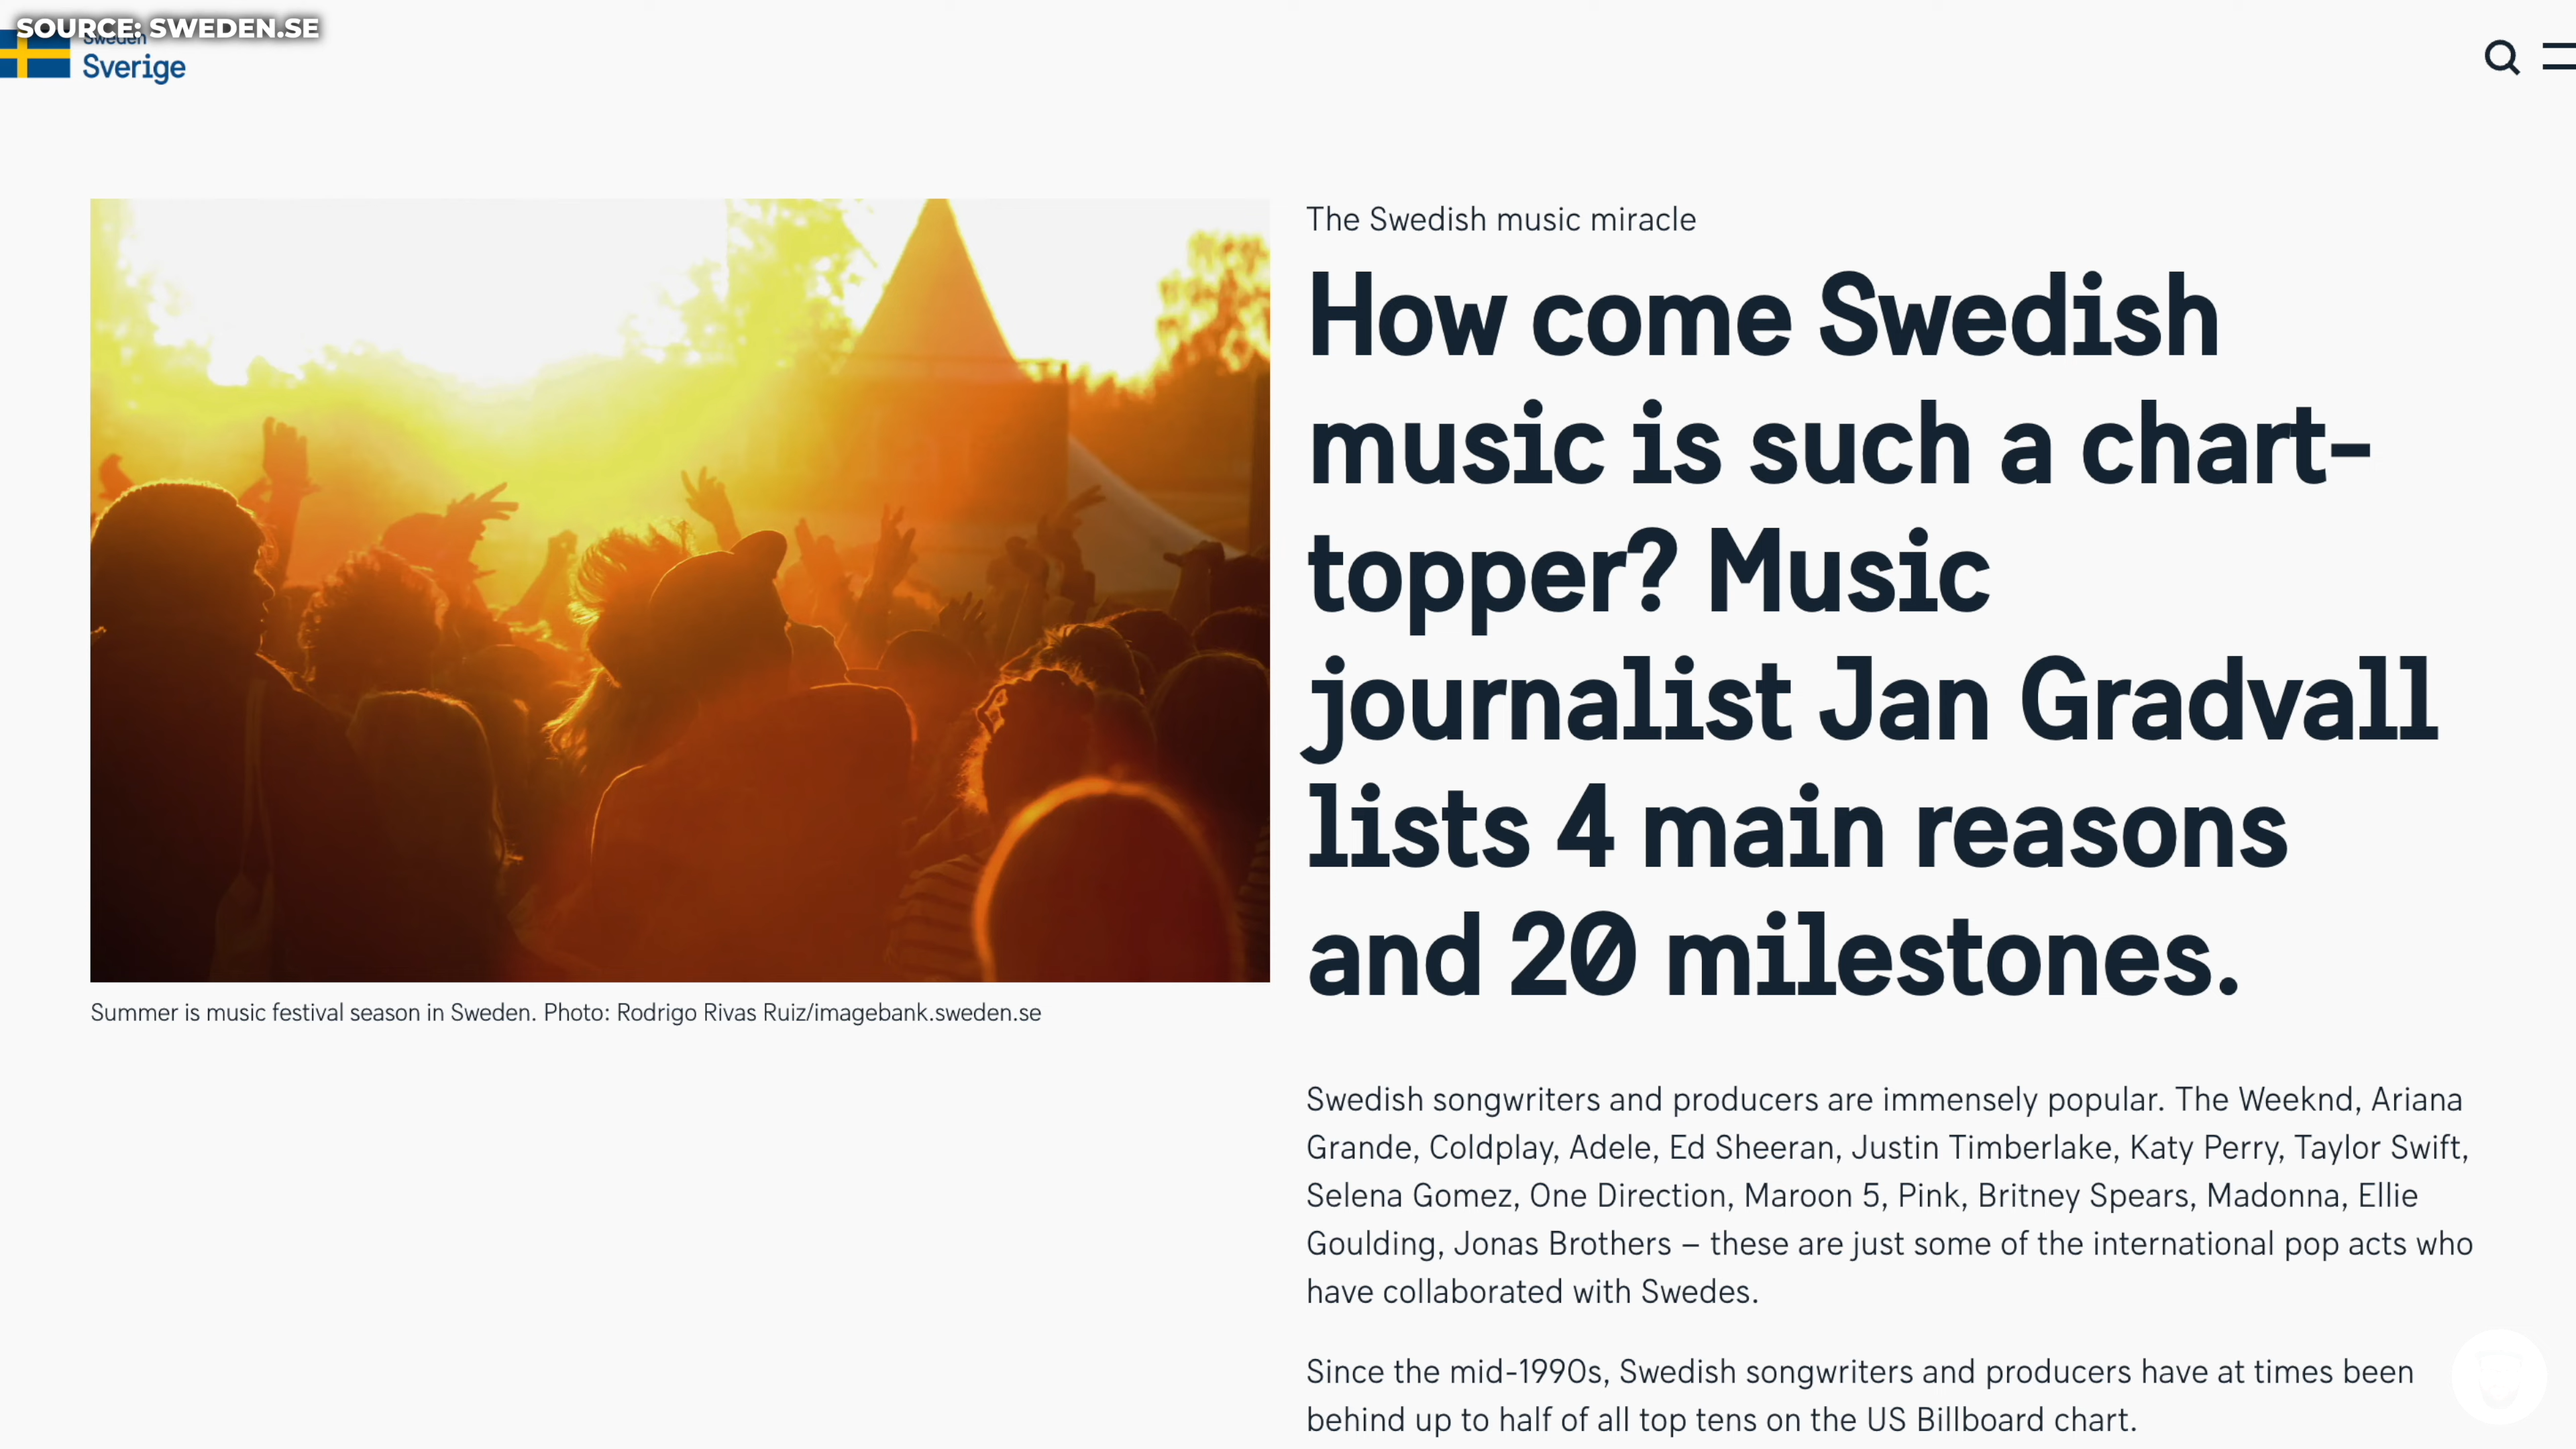 SOURCE: SWEDEN.SE
Sweden
Sverige
The Swedish music miracle
How come Swedish
music is such a chart-
topper? Music
journalist Jan Gradvall
lists 4 main reasons
and 20 milestones.
Summer is music festival season in Sweden. Photo: Rodrigo Rivas Ruiz/imagebank.sweden.se
Swedish songwriters and producers are immensely popular. The Weeknd, Ariana
Grande, Coldplay, Adele, Ed Sheeran, Justin Timberlake, Katy Perry, Taylor Swift,
Selena Gomez, One Direction, Maroon 5, Pink, Britney Spears, Madonna, Ellie
Goulding, Jonas Brothers – these are just some of the international pop acts who
have collaborated with Swedes.
Since the mid-1990s, Swedish songwriters and producers have at times been
behind up to half of all top tens on the US Billboard chart.